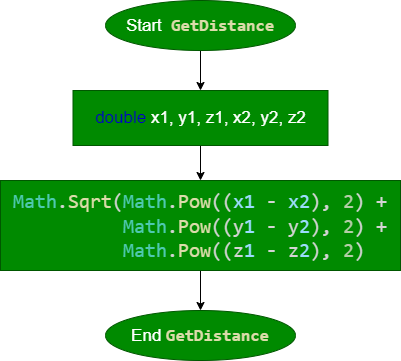 Start GetDistance
double x1, y1, z1, x2, y2, z2
Math.Sqrt(Math.Pow((x1 - x2), 2) +
Math.Pow((y1 - y2), 2) +
Math.Pow((z1 - z2), 2)
End GetDistance